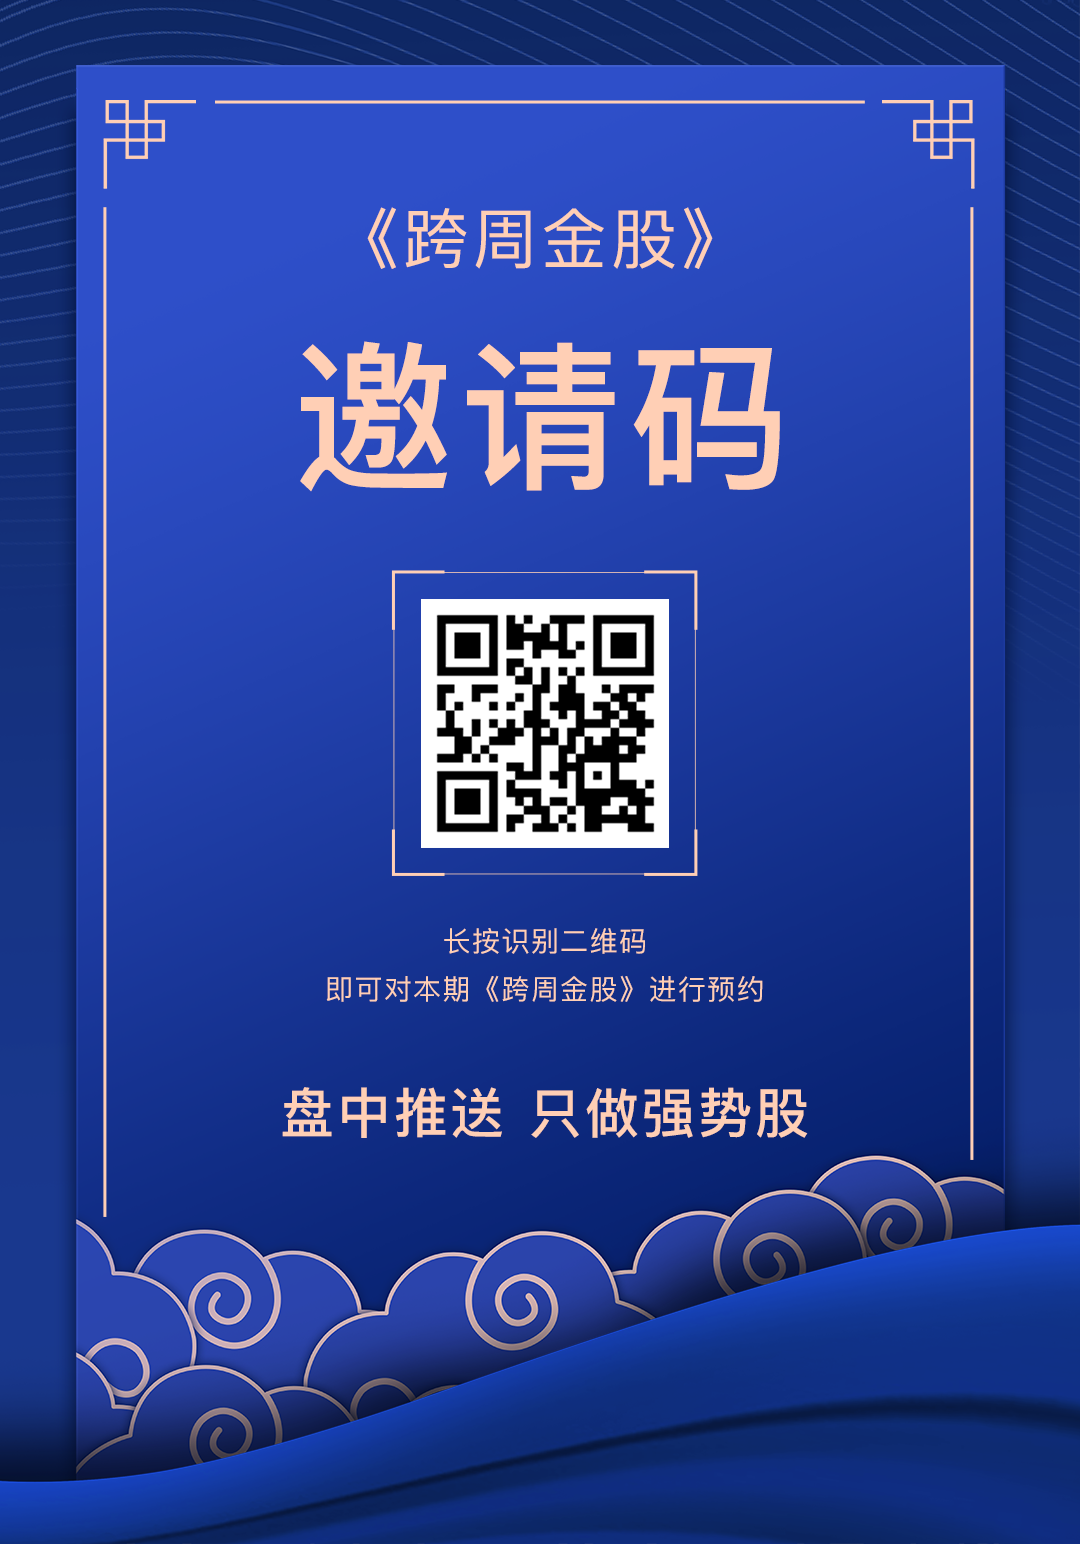 《跨周金股》
邀请码
长按识别二维码
即可对本期《跨周金股》进行预约
盘中推送 只做强势股